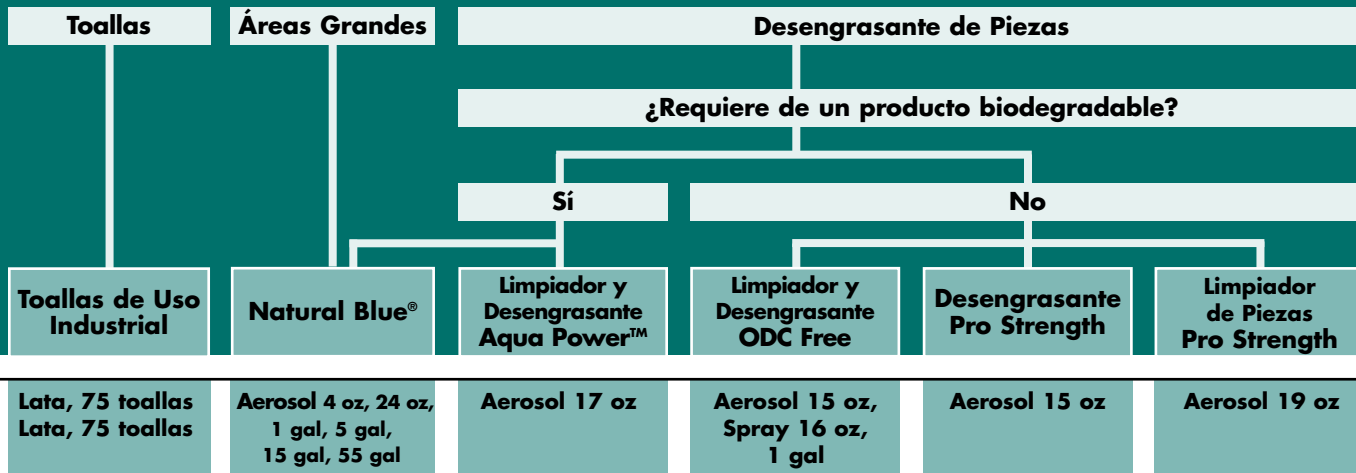 Toallas
Áreas Grandes
Desengrasante de Piezas
¿Requiere de un producto biodegradable?
Sí
No
Toallas de Uso
Industrial
Natural Blue®
Limpiador y
Desengrasante
Aqua Power™
Limpiador y
Desengrasante
ODC Free
Desengrasante
Pro Strength
Limpiador
de Piezas
Pro Strength
Lata, 75 toallas
Lata, 75 toallas
Aerosol 4 oz, 24 oz,
1 gal, 5 gal,
15 gal, 55 gal
Aerosol 17 oz
Aerosol 15 oz,
Spray 16 oz,
1 gal
Aerosol 15 oz
Aerosol 19 oz